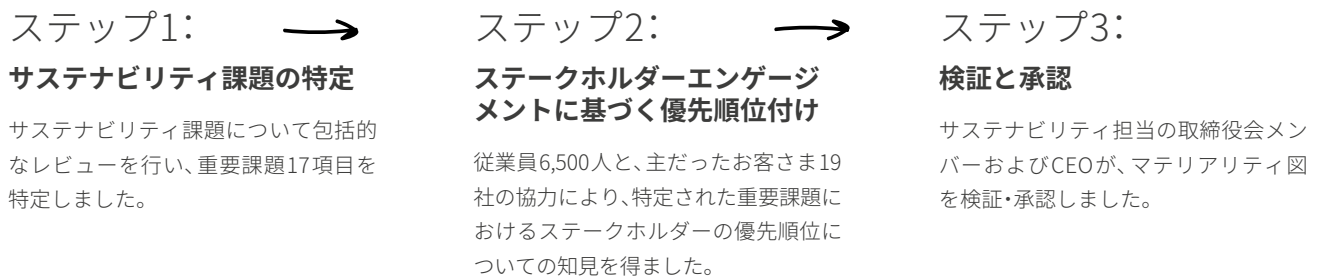 ステップ1:
サステナビリティ課題の特定
サステナビリティ課題について包括的
なレビューを行い、重要課題17項目を
特定しました。
ステップ2:
ステークホルダーエンゲージ
メントに基づく優先順位付け
従業員6,500人と、主だったお客さま19
社の協力により、特定された重要課題に
おけるステークホルダーの優先順位に
ついての知見を得ました。
ステップ3:
検証と承認
サステナビリティ担当の取締役会メン
バーおよびCEOが、マテリアリティ図
を検証・承認しました。